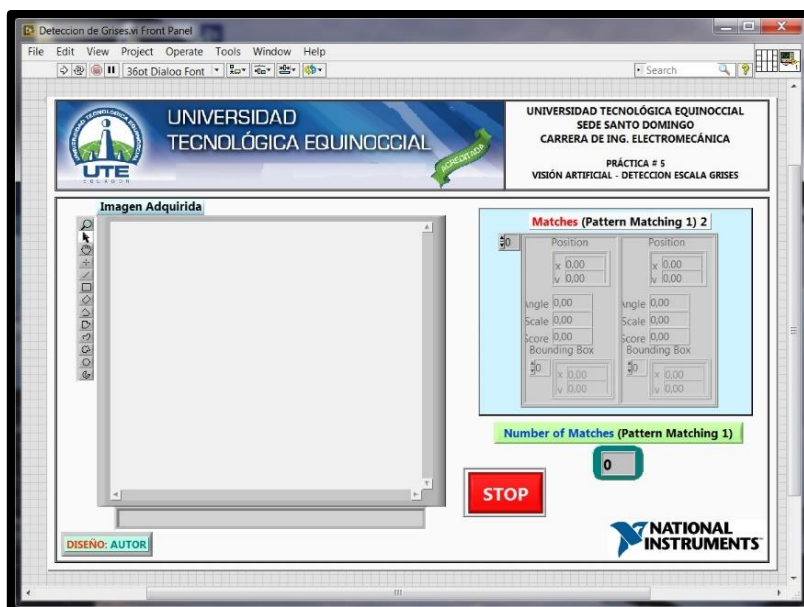 Deteccion de Grises.vi Front Panel
File Edit View Project Operate Tools Window Help
36pt Dialog Font
Search
UNIVERSIDAD
TECNOLÓGICA EQUINOCCIAL
ACREDITADA
UTE
ECUADOR
UNIVERSIDAD TECNOLÓGICA EQUINOCCIAL
SEDE SANTO DOMINGO
CARRERA DE ING. ELECTROMECÁNICA
PRÁCTICA # 5
VISIÓN ARTIFICIAL - DETECCION ESCALA GRISES
Imagen Adquirida
Matches (Pattern Matching 1) 2
0
Position Position
x 0,00 x 0,00
y 0,00 y 0,00
Angle 0,00 Angle 0,00
Scale 0,00 Scale 0,00
Score 0,00 Score 0,00
Bounding Box Bounding Box
0 x 0,00 0 x 0,00
y 0,00 y 0,00
Number of Matches (Pattern Matching 1)
0
STOP
DISEÑO: AUTOR
NATIONAL
INSTRUMENTS